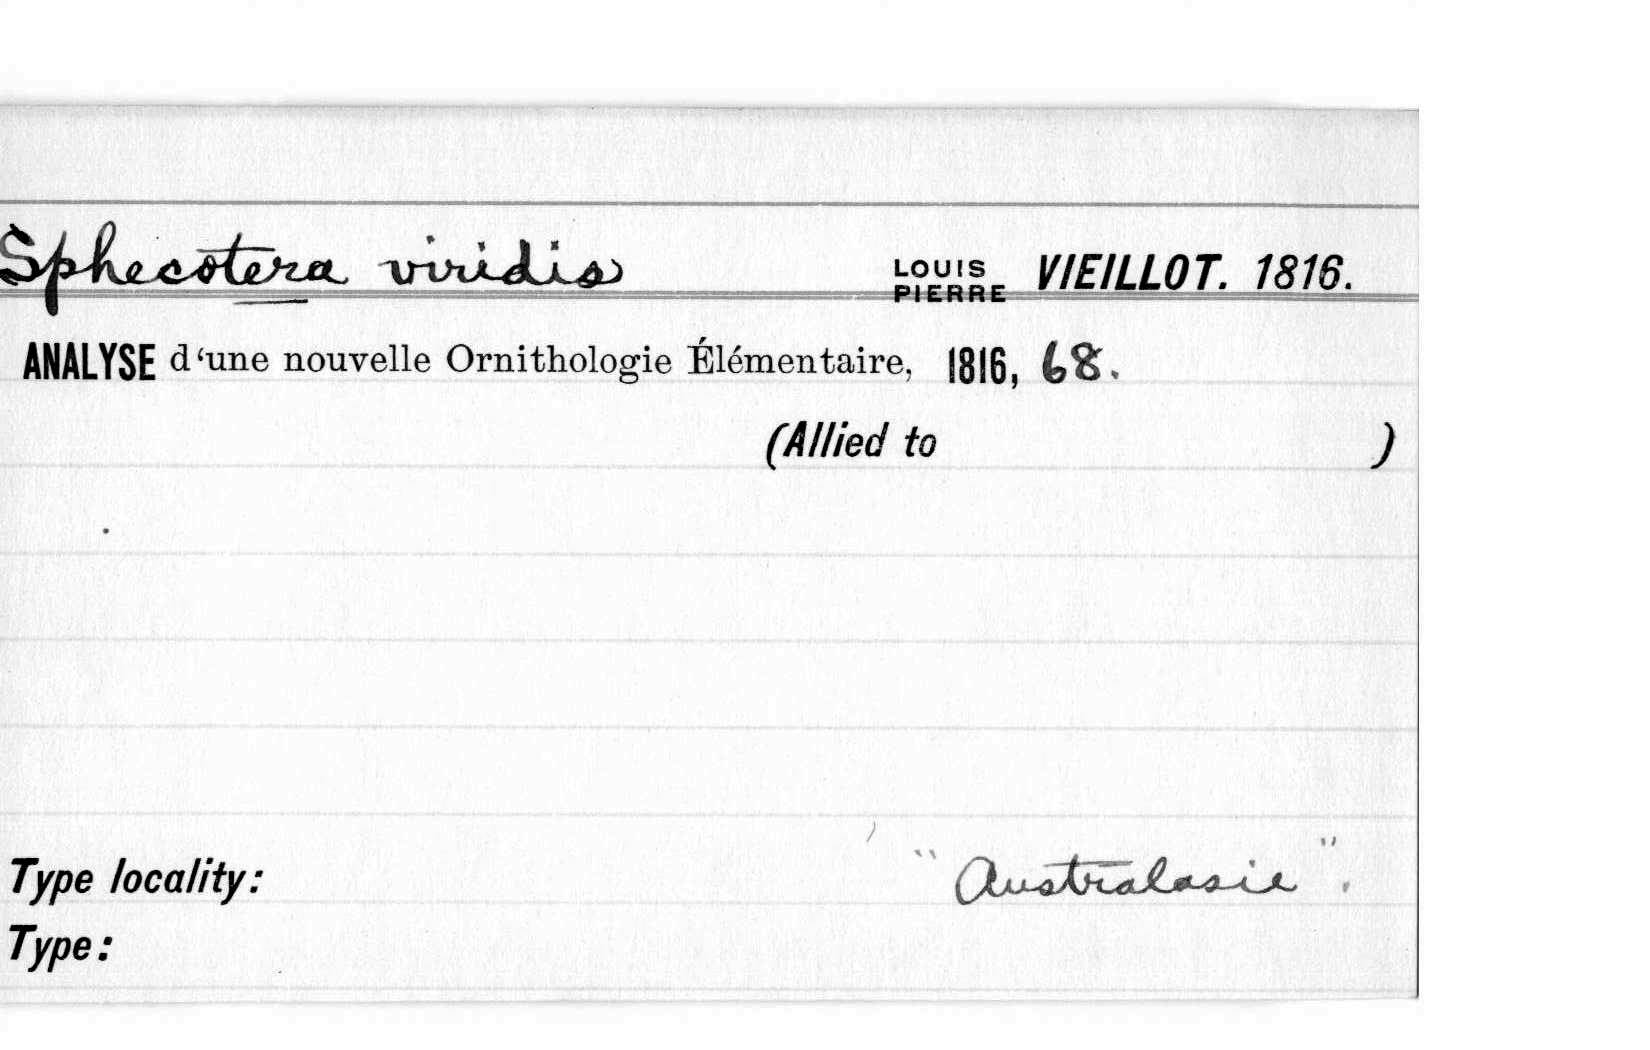 Sphecotera viridis LOUIS PIERRE VIEILLOT. 1816.
ANALYSE d‘une nouvelle Ornithologie Élémentaire, 1816, 68.
(Allied to )
Type locality: "Australasie".
Type: